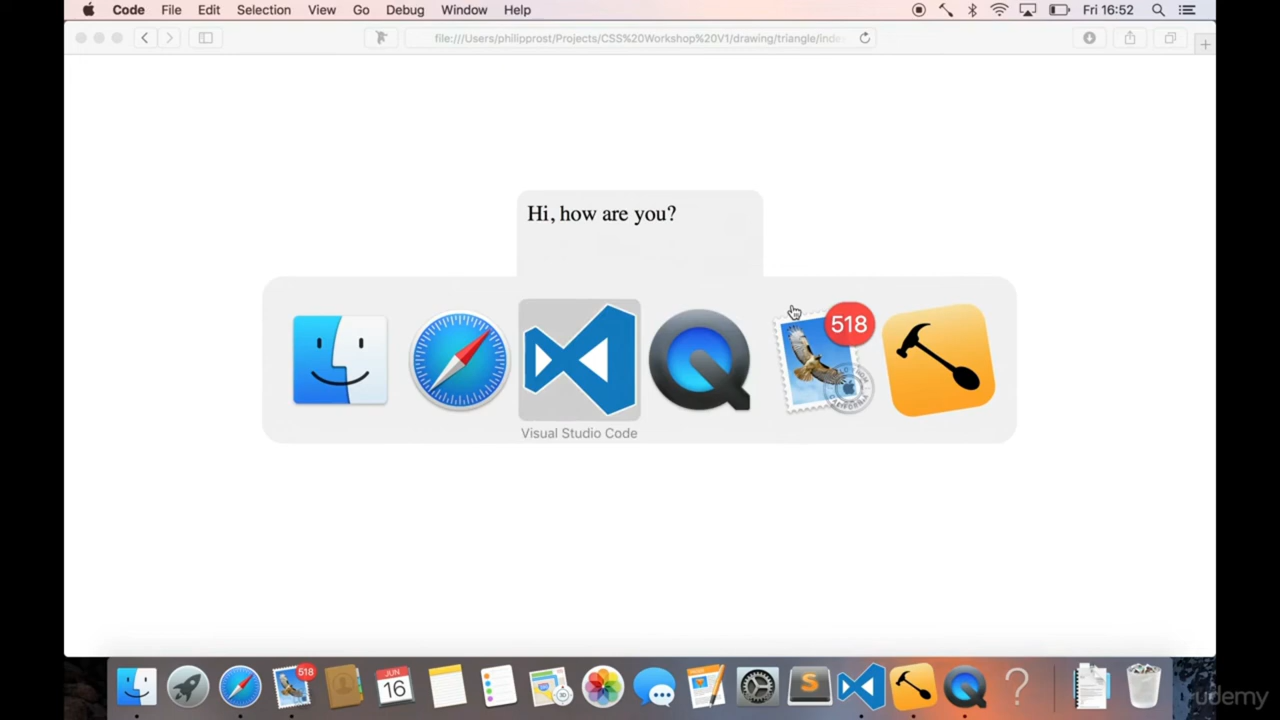 Code File Edit Selection View Go Debug Window Help Fri 16:52
file:///Users/philipprost/Projects/CSS%20Workshop%20V1/drawing/triangle/inde
Hi, how are you?
518
Visual Studio Code
518
JUN
16
udemy